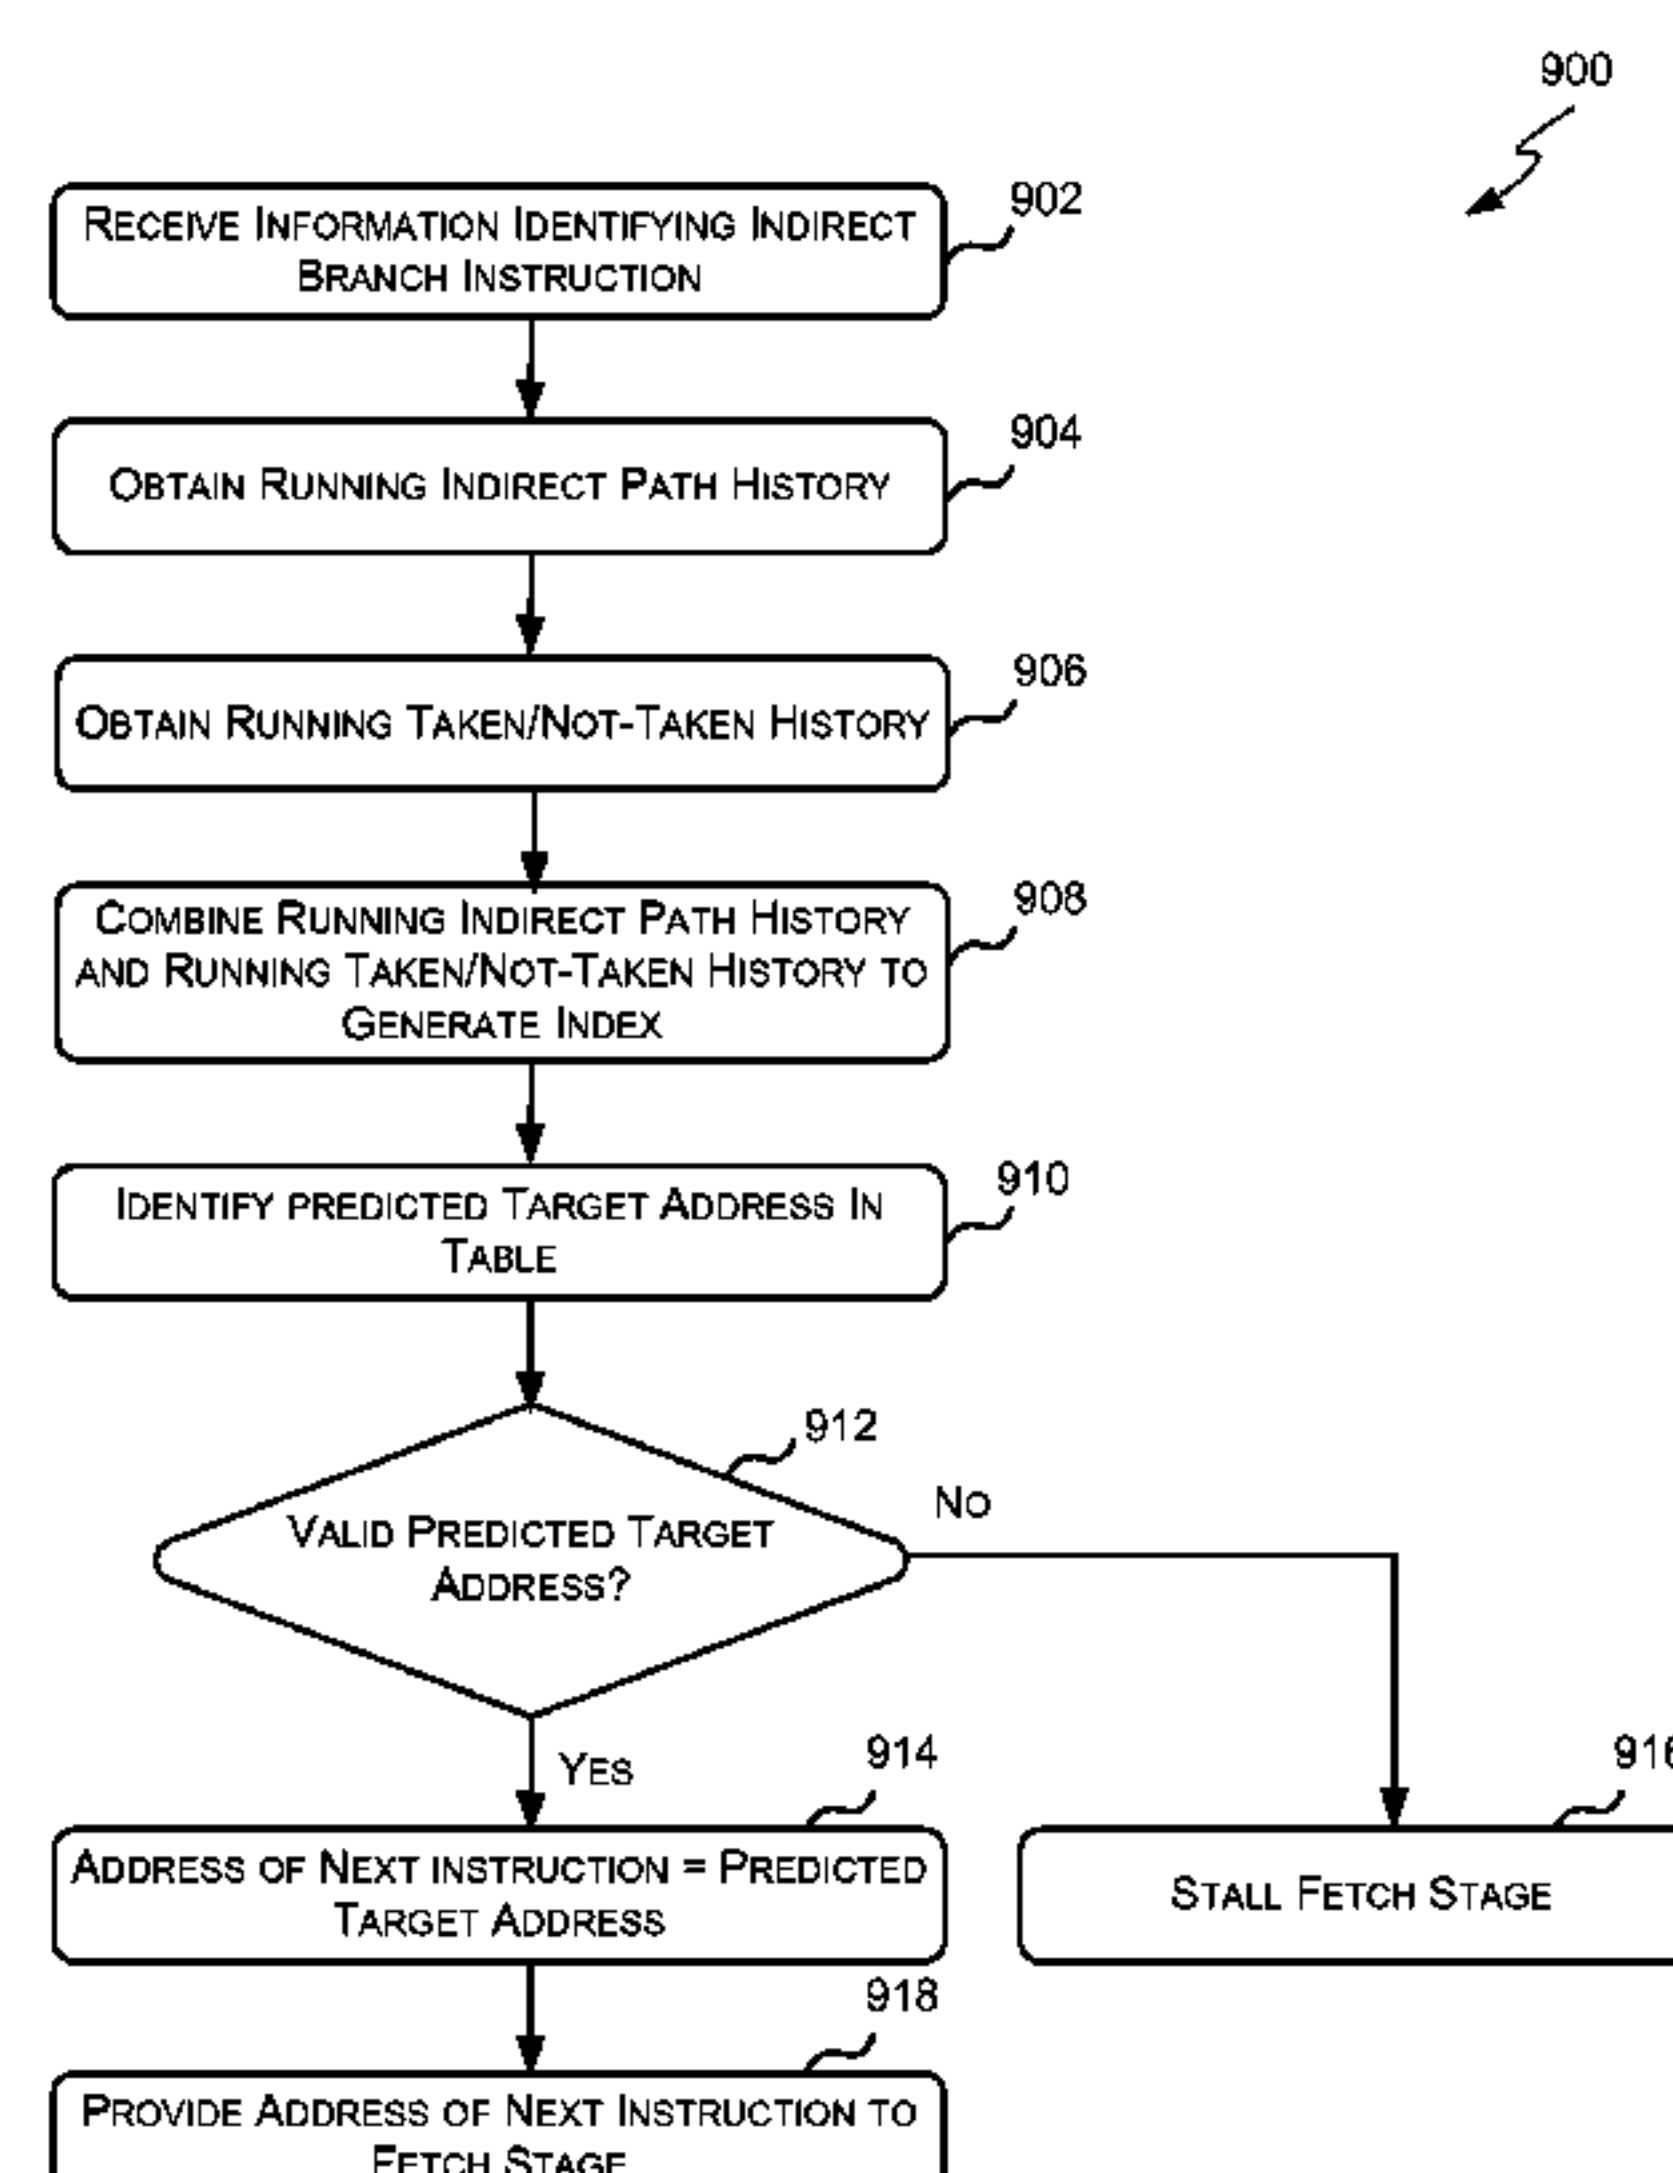 900
902
RECEIVE INFORMATION IDENTIFYING INDIRECT
BRANCH INSTRUCTION
904
OBTAIN RUNNING INDIRECT PATH HISTORY
906
OBTAIN RUNNING TAKEN/NOT-TAKEN HISTORY
908
COMBINE RUNNING INDIRECT PATH HISTORY
AND RUNNING TAKEN/NOT-TAKEN HISTORY TO
GENERATE INDEX
910
IDENTIFY PREDICTED TARGET ADDRESS IN
TABLE
912
NO
VALID PREDICTED TARGET
ADDRESS?
YES
914
916
ADDRESS OF NEXT INSTRUCTION = PREDICTED
TARGET ADDRESS
STALL FETCH STAGE
918
PROVIDE ADDRESS OF NEXT INSTRUCTION TO
FETCH STAGE